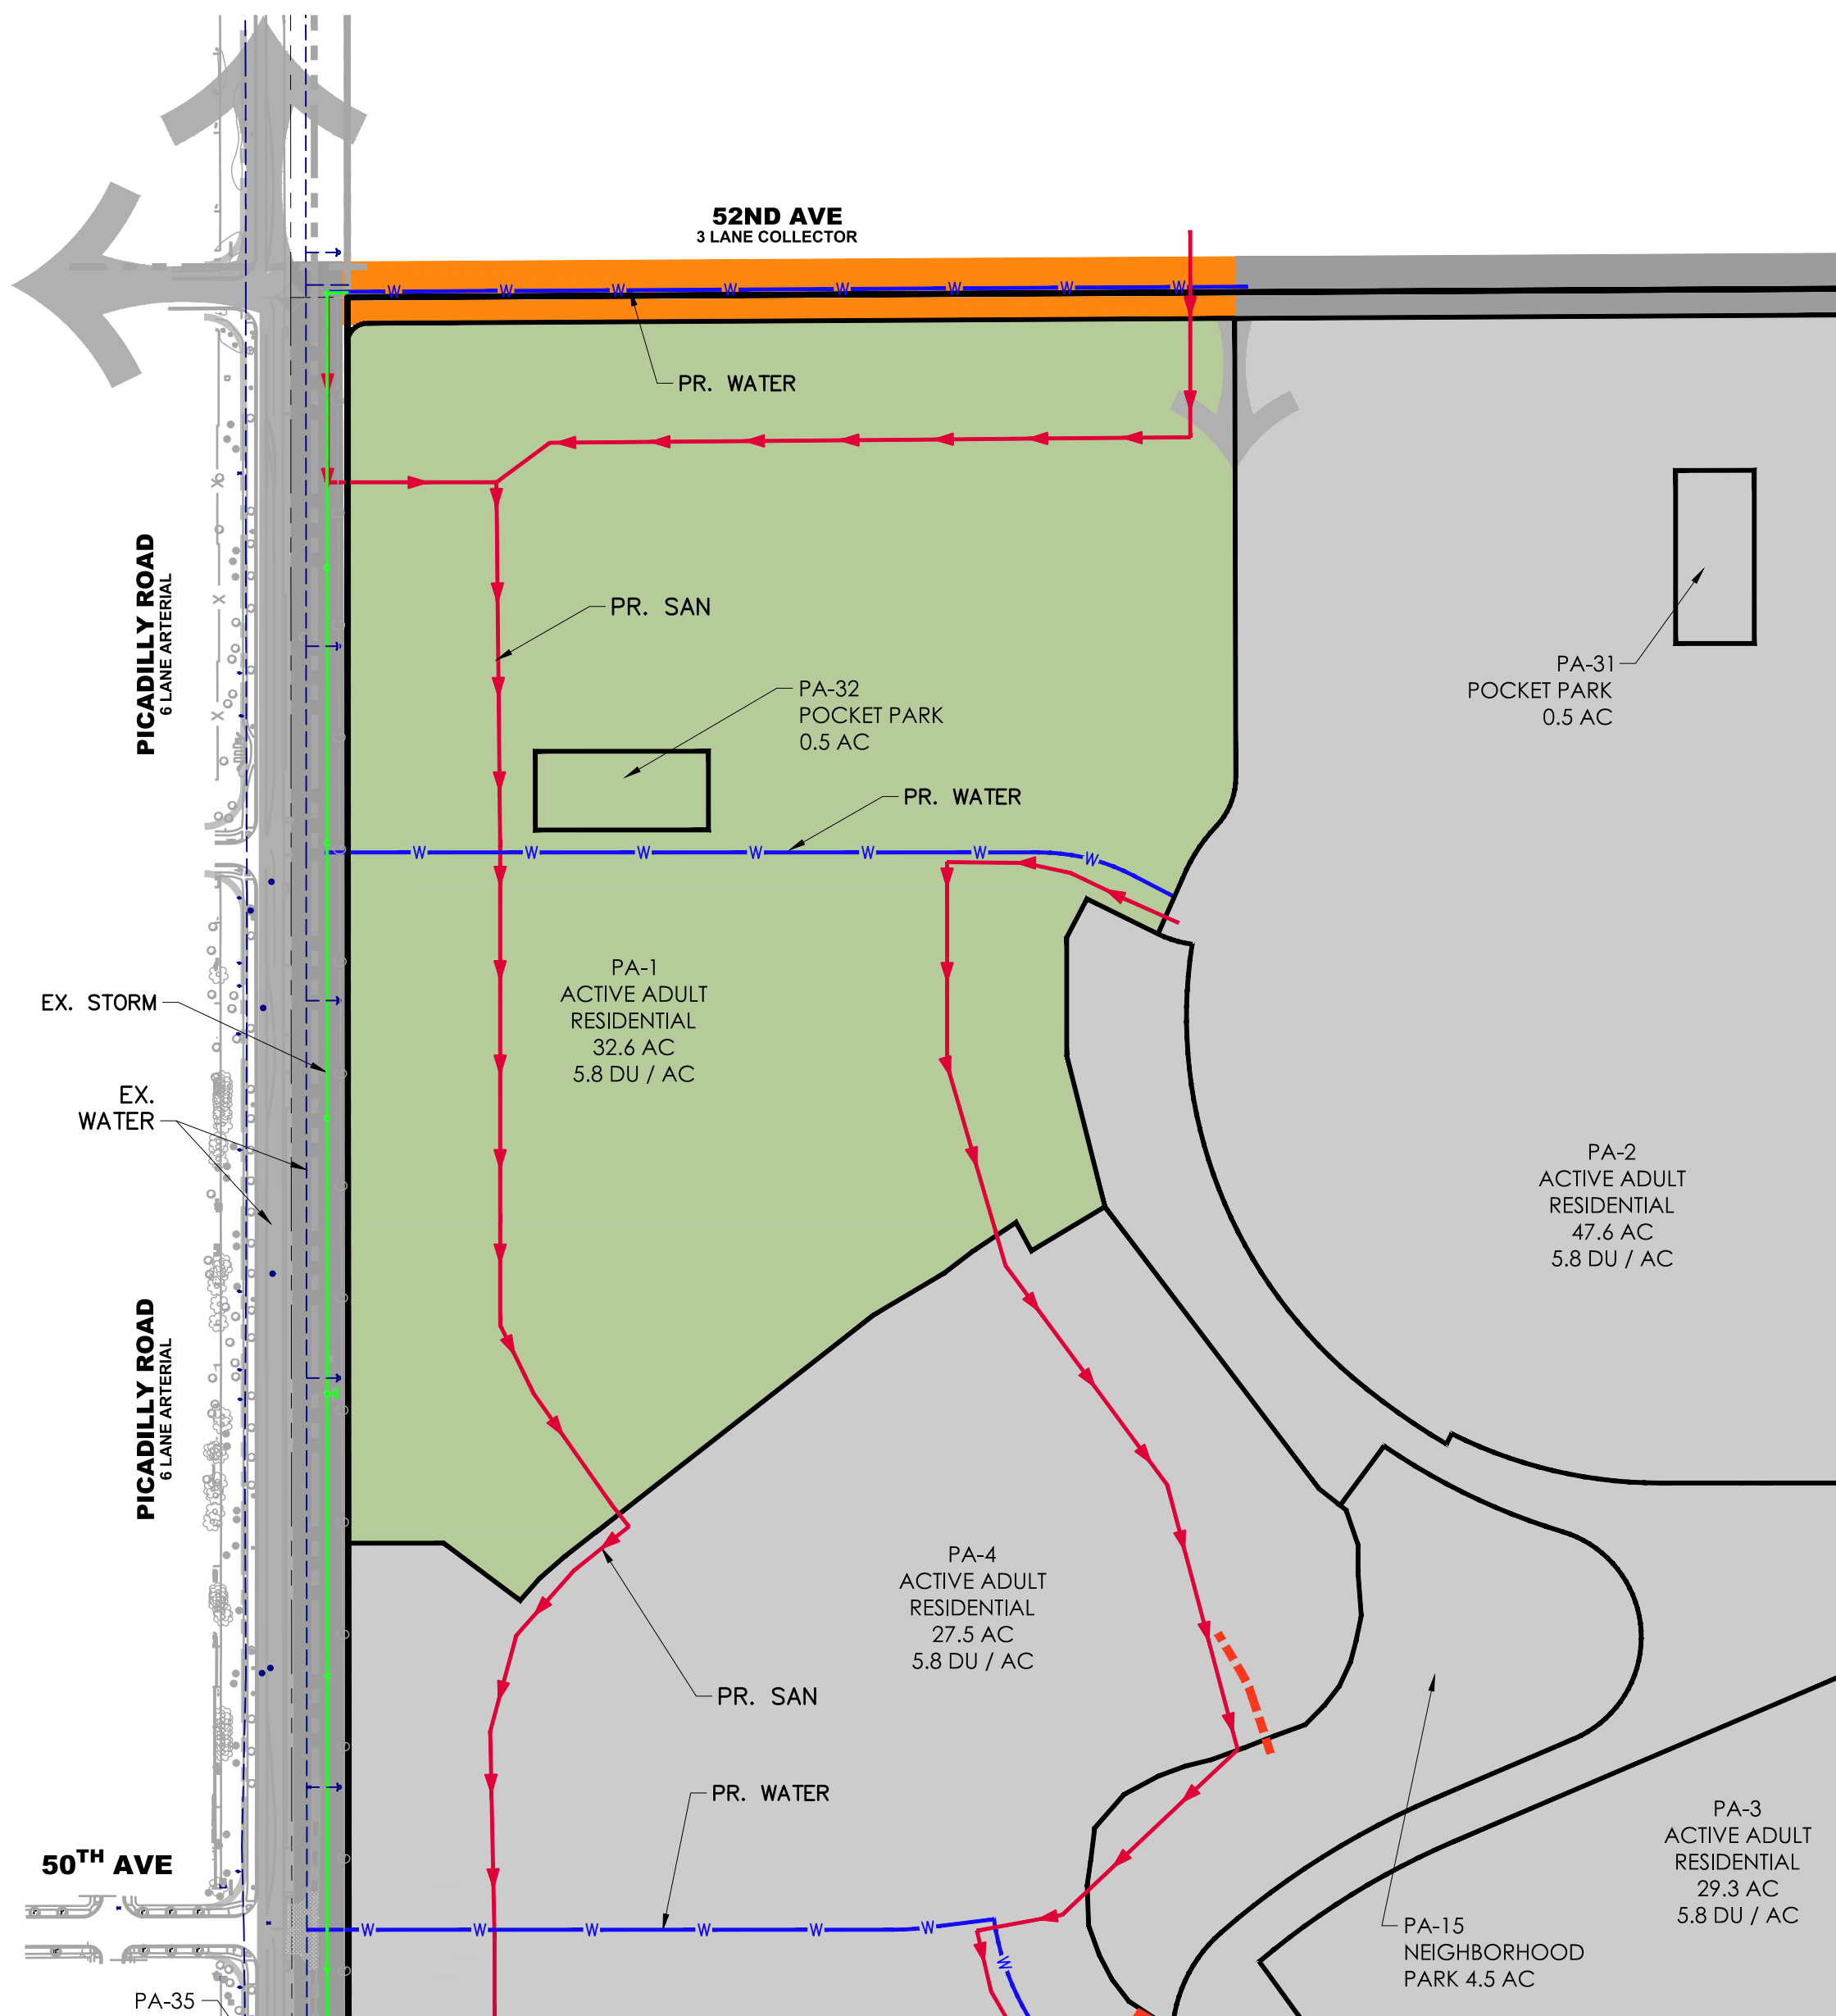 52ND AVE
3 LANE COLLECTOR
W W W W W W W W
PR. WATER
PICADILLY ROAD
6 LANE ARTERIAL
PR. SAN
PA-31
POCKET PARK
0.5 AC
PA-32
POCKET PARK
0.5 AC
PR. WATER
W W W W W W W
PA-1
ACTIVE ADULT
RESIDENTIAL
32.6 AC
5.8 DU / AC
EX. STORM
EX.
WATER
PA-2
ACTIVE ADULT
RESIDENTIAL
47.6 AC
5.8 DU / AC
PICADILLY ROAD
6 LANE ARTERIAL
PA-4
ACTIVE ADULT
RESIDENTIAL
27.5 AC
5.8 DU / AC
PR. SAN
PR. WATER
PA-3
ACTIVE ADULT
RESIDENTIAL
29.3 AC
5.8 DU / AC
50TH AVE
W W W W W W W
PA-15
NEIGHBORHOOD
PARK 4.5 AC
PA-35